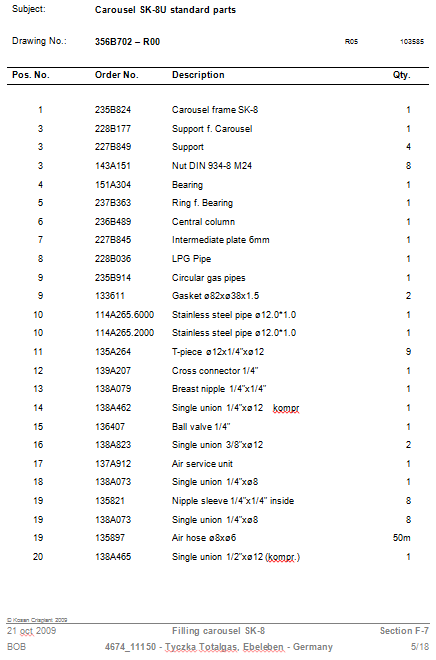 Subject: Carousel SK-8U standard parts
Drawing No.: 356B702 – R00 R05 103585
Pos. No. Order No. Description Qty.
1 235B824 Carousel frame SK-8 1
3 228B177 Support f. Carousel 1
3 227B849 Support 4
3 143A151 Nut DIN 934-8 M24 8
4 151A304 Bearing 1
5 237B363 Ring f. Bearing 1
6 236B489 Central column 1
7 227B845 Intermediate plate 6mm 1
8 228B036 LPG Pipe 1
9 235B914 Circular gas pipes 1
9 133611 Gasket ø82xø38x1.5 2
10 114A265.6000 Stainless steel pipe ø12.0*1.0 1
10 114A265.2000 Stainless steel pipe ø12.0*1.0 1
11 135A264 T-piece ø12x1/4"xø12 9
12 139A207 Cross connector 1/4" 1
13 138A079 Breast nipple 1/4"x1/4" 1
14 138A462 Single union 1/4"xø12 kompr 1
15 136407 Ball valve 1/4" 1
16 138A823 Single union 3/8"xø12 2
17 137A912 Air service unit 1
18 138A073 Single union 1/4"xø8 1
19 135821 Nipple sleeve 1/4"x1/4" inside 8
19 138A073 Single union 1/4"xø8 8
19 135897 Air hose ø8xø6 50m
20 138A465 Single union 1/2"xø12 (kompr.) 1
© Kosan Crisplant 2009
21 oct 2009 Filling carousel SK-8 Section F-7
BOB 4674_11150 - Tyczka Totalgas, Ebeleben - Germany 5/18